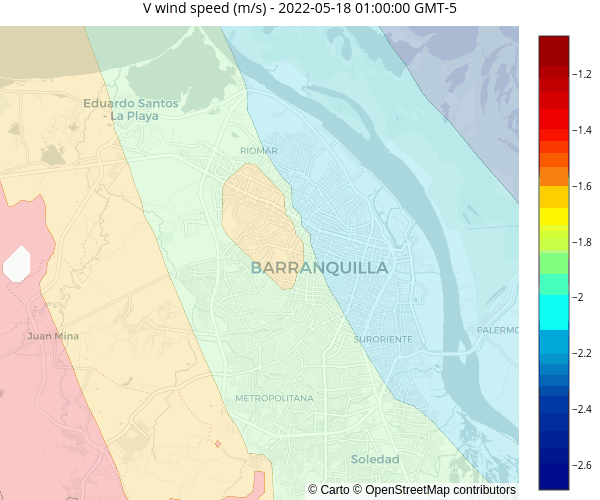 V wind speed (m/s) - 2022-05-18 01:00:00 GMT-5
−1.2
Eduardo Santos
- La Playa
−1.4
RIOMAR
−1.6
−1.8
BARRANQUILLA
−2
Juan Mina
SURORIENTE
PALERMO
−2.2
METROPOLITANA
−2.4
Soledad
−2.6
© Carto © OpenStreetMap contributors